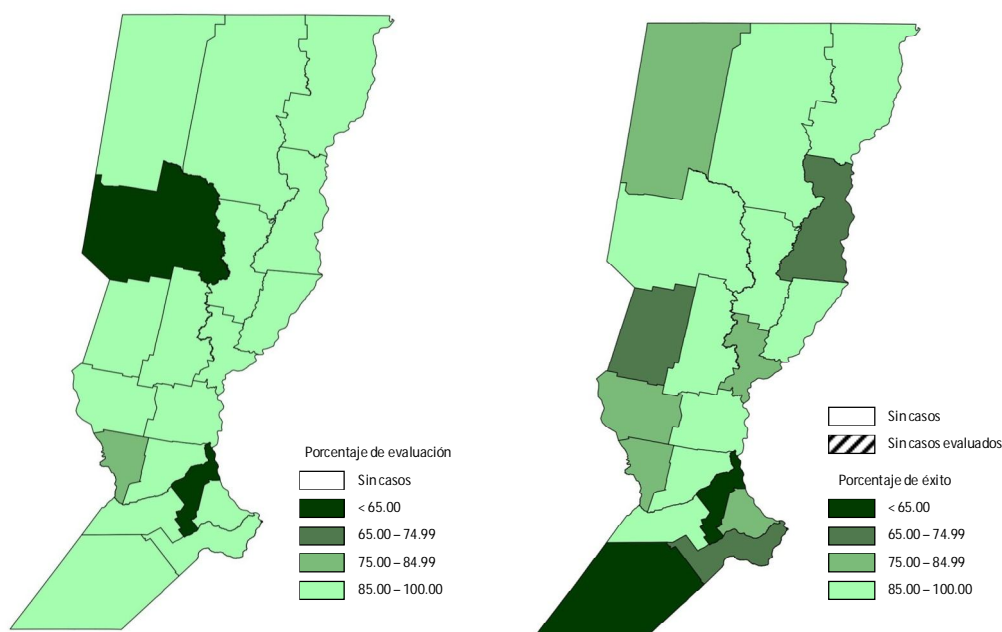 Porcentaje de evaluación
Sin casos
< 65.00
65.00 – 74.99
75.00 – 84.99
85.00 – 100.00
Sin casos
Sin casos evaluados
Porcentaje de éxito
< 65.00
65.00 – 74.99
75.00 – 84.99
85.00 – 100.00